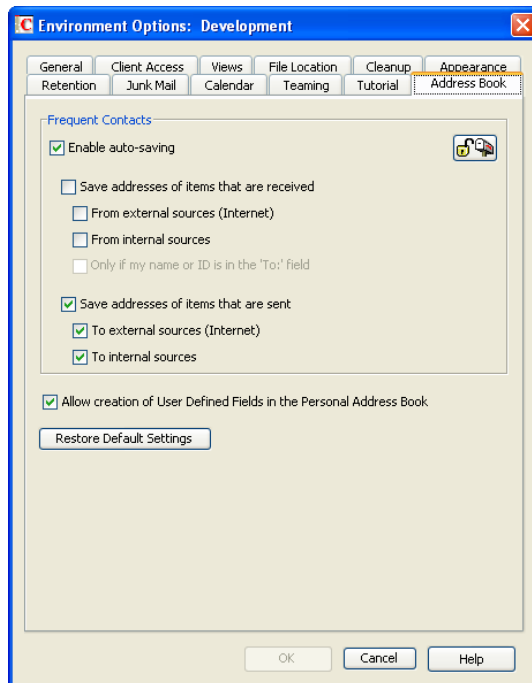 Environment Options: Development
General Client Access Views File Location Cleanup Appearance
Retention Junk Mail Calendar Teaming Tutorial Address Book
Frequent Contacts
Enable auto-saving
Save addresses of items that are received
From external sources (Internet)
From internal sources
Only if my name or ID is in the 'To:' field
Save addresses of items that are sent
To external sources (Internet)
To internal sources
Allow creation of User Defined Fields in the Personal Address Book
Restore Default Settings
OK Cancel Help